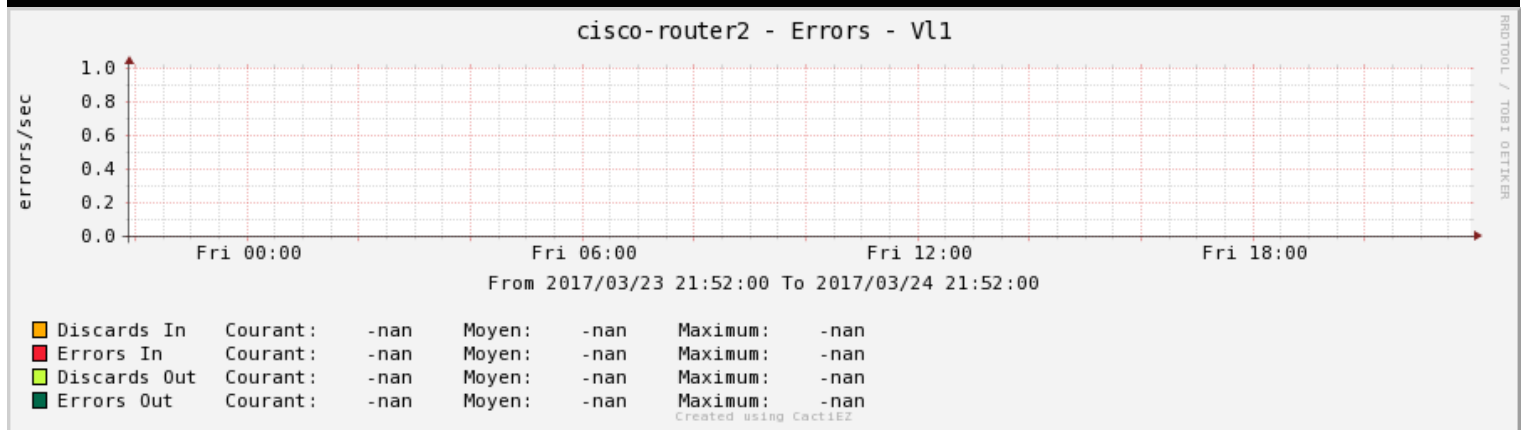 cisco-router2 - Errors - Vl1
RRDTOOL / TOBI OETIKER
errors/sec
1.0
0.8
0.6
0.4
0.2
0.0
Fri 00:00 Fri 06:00 Fri 12:00 Fri 18:00
From 2017/03/23 21:52:00 To 2017/03/24 21:52:00
Discards In Courant: -nan Moyen: -nan Maximum: -nan
Errors In Courant: -nan Moyen: -nan Maximum: -nan
Discards Out Courant: -nan Moyen: -nan Maximum: -nan
Errors Out Courant: -nan Moyen: -nan Maximum: -nan
Created using CactiEZ